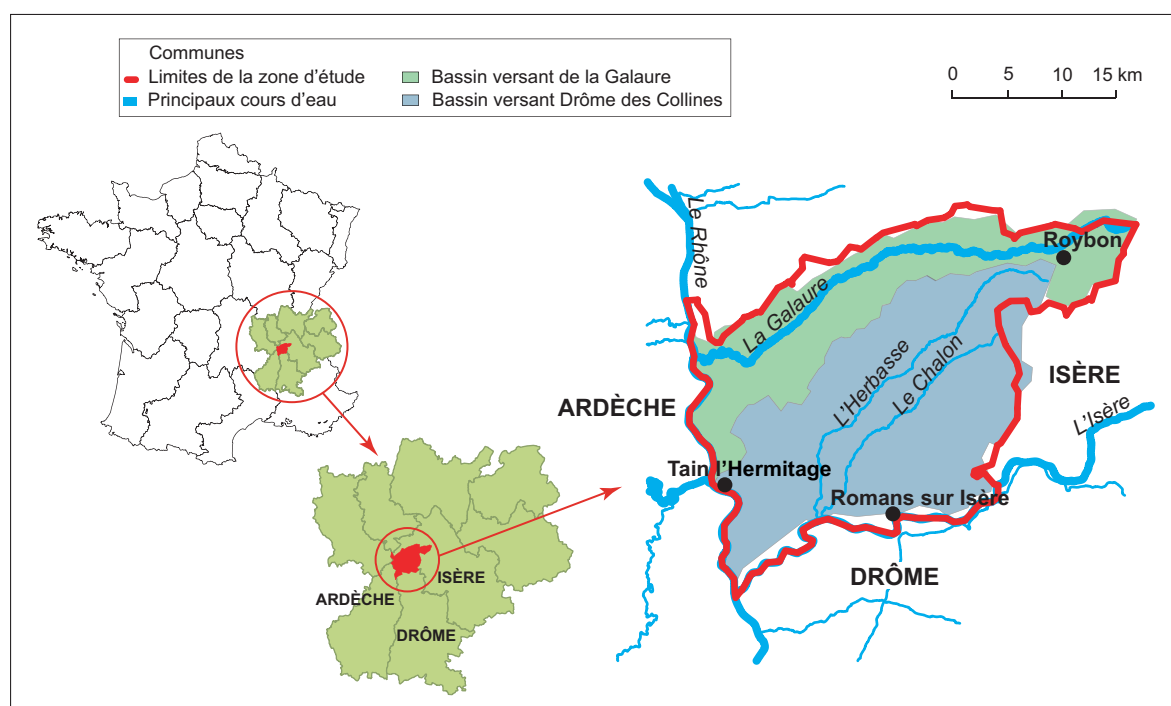 Communes
Limites de la zone d'étude
Principaux cours d'eau
Bassin versant de la Galaure
Bassin versant Drôme des Collines
0 5 10 15 km
Le Rhône
Roybon
La Galaure
L'Herbasse
Le Chalon
ISÈRE
ARDÈCHE
L'Isère
Tain l'Hermitage
Romans sur Isère
DRÔME
ISÈRE
ARDÈCHE
DRÔME